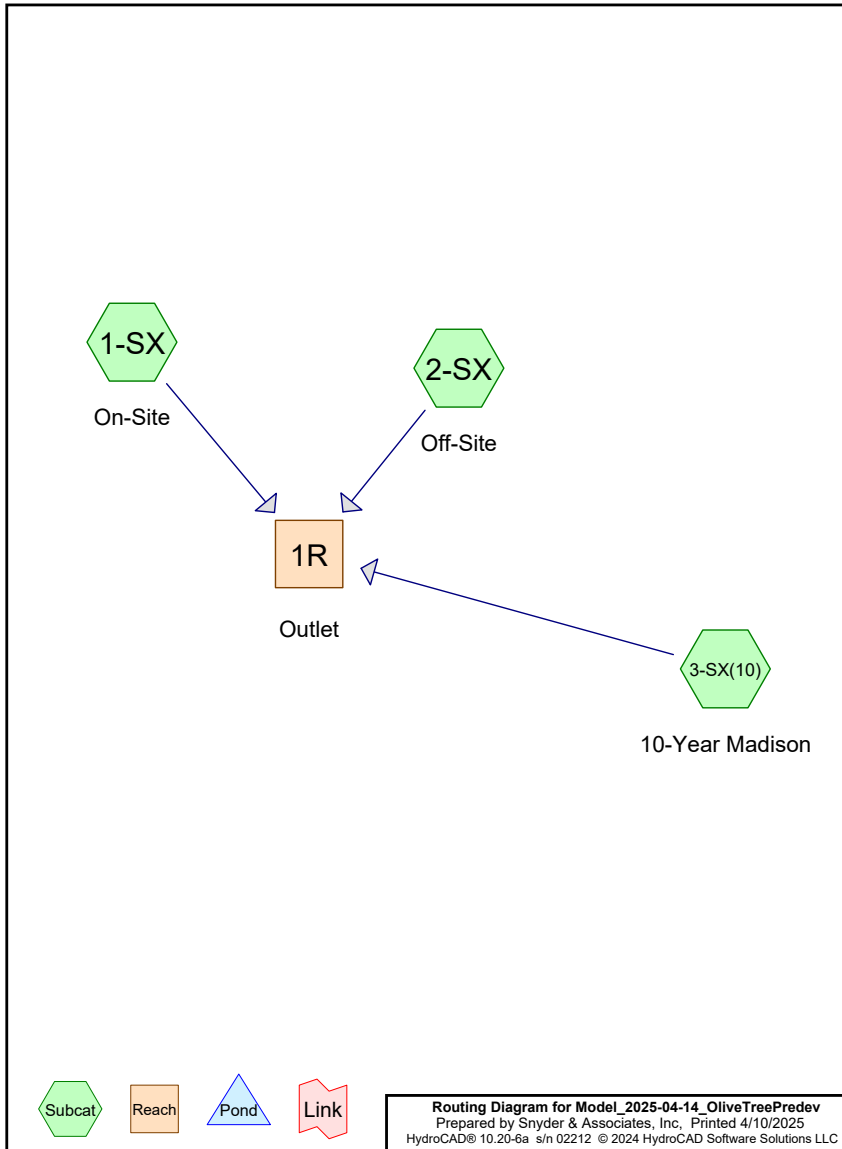 1-SX
On-Site
2-SX
Off-Site
1R
Outlet
3-SX(10)
10-Year Madison
Subcat
Reach
Pond
Link
Routing Diagram for Model_2025-04-14_OliveTreePredev
Prepared by Snyder & Associates, Inc, Printed 4/10/2025
HydroCAD® 10.20-6a s/n 02212 © 2024 HydroCAD Software Solutions LLC